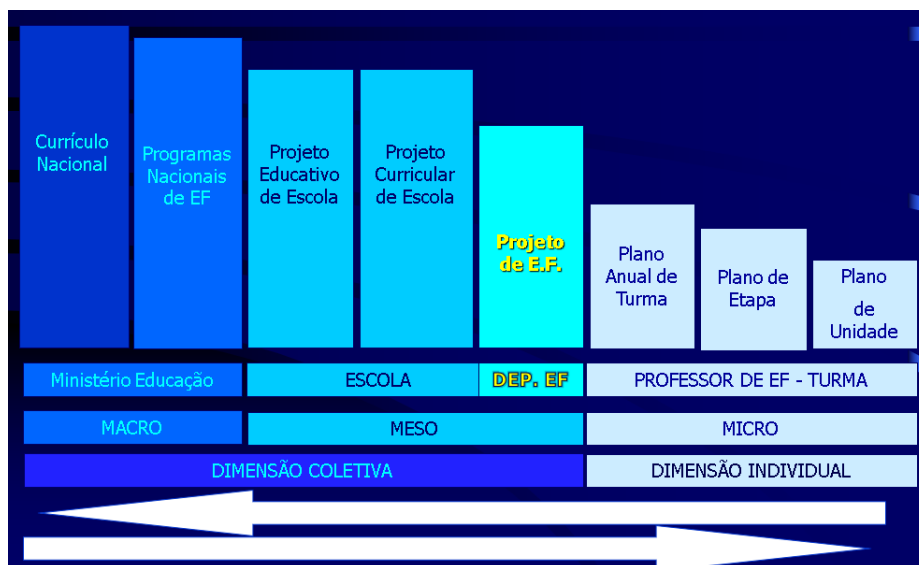 Currículo
Nacional
Programas
Nacionais
de EF
Projeto
Educativo
de Escola
Projeto
Curricular
de Escola
Projeto
de E.F.
Plano
Anual de
Turma
Plano de
Etapa
Plano
de
Unidade
Ministério Educação
ESCOLA
DEP. EF
PROFESSOR DE EF - TURMA
MACRO
MESO
MICRO
DIMENSÃO COLETIVA
DIMENSÃO INDIVIDUAL